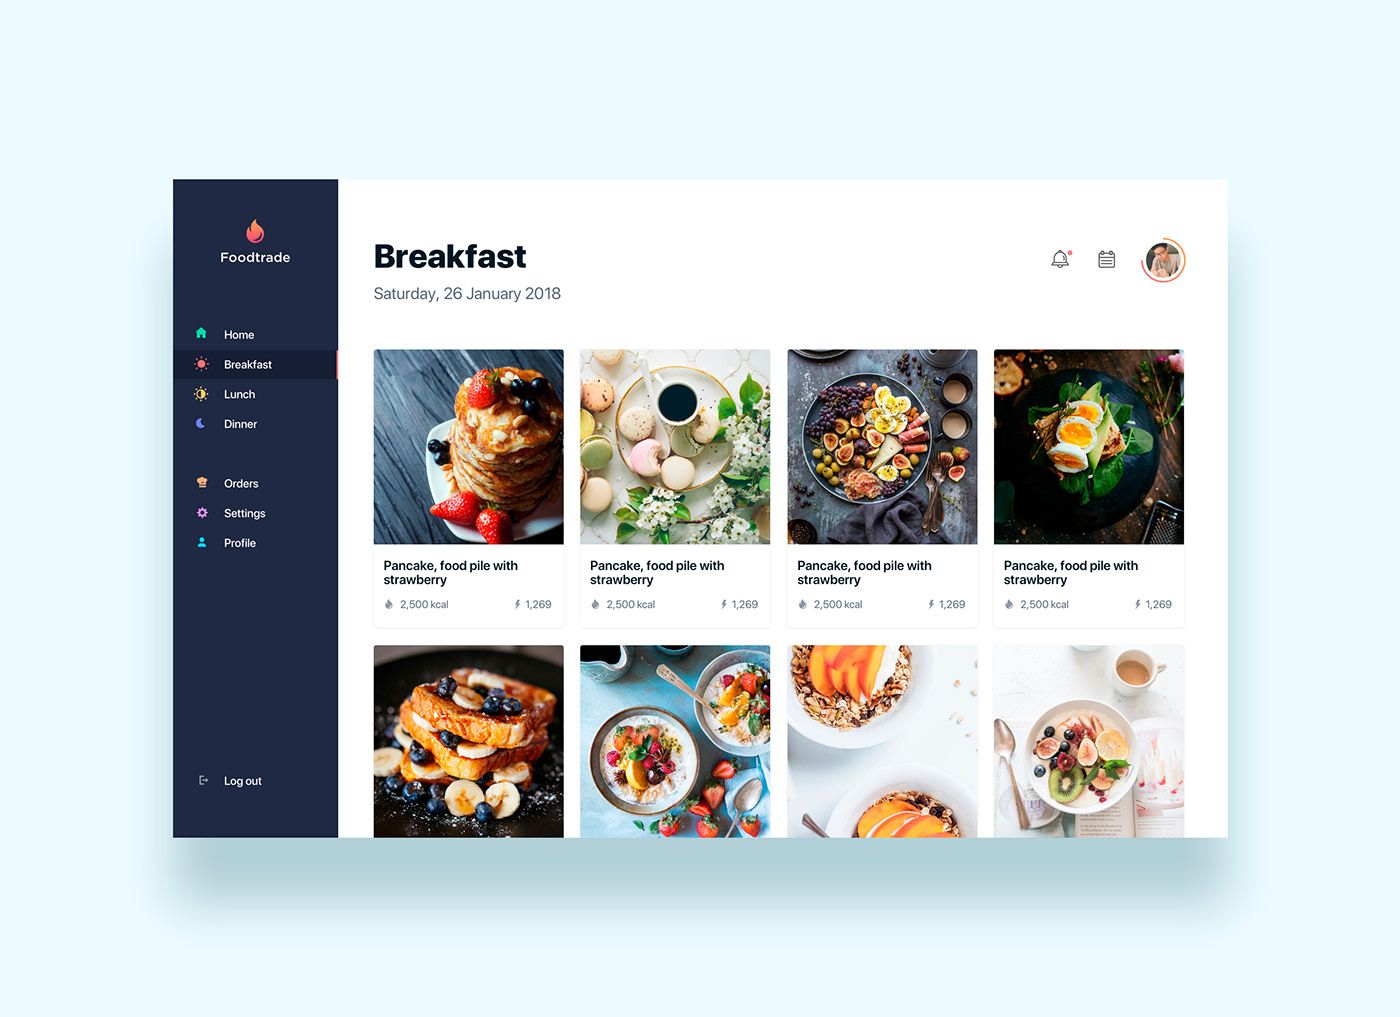 Foodtrade
Home
Breakfast
Lunch
Dinner
Orders
Settings
Profile
Log out
Breakfast
Saturday, 26 January 2018
Pancake, food pile with
strawberry
2,500 kcal
1,269
Pancake, food pile with
strawberry
2,500 kcal
1,269
Pancake, food pile with
strawberry
2,500 kcal
1,269
Pancake, food pile with
strawberry
2,500 kcal
1,269